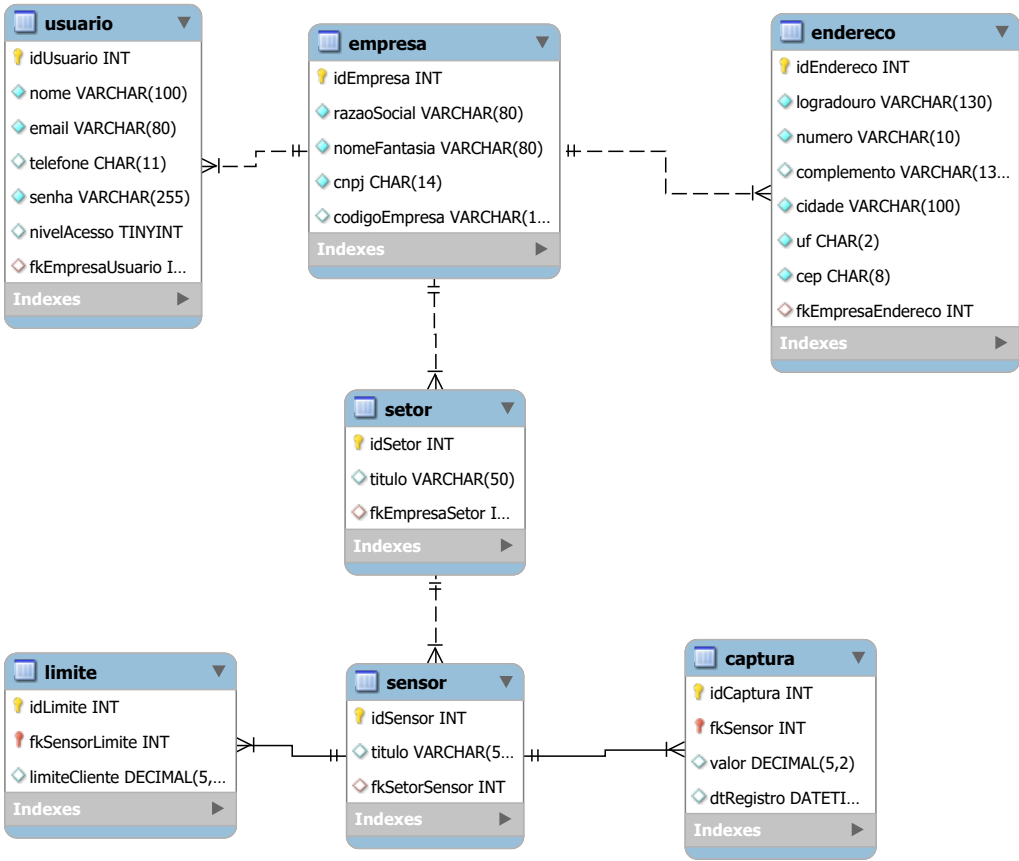 usuario
idUsuario INT
nome VARCHAR(100)
email VARCHAR(80)
telefone CHAR(11)
senha VARCHAR(255)
nivelAcesso TINYINT
fkEmpresaUsuario I...
Indexes
empresa
idEmpresa INT
razaoSocial VARCHAR(80)
nomeFantasia VARCHAR(80)
cnpj CHAR(14)
codigoEmpresa VARCHAR(1...
Indexes
endereco
idEndereco INT
logradouro VARCHAR(130)
numero VARCHAR(10)
complemento VARCHAR(13...
cidade VARCHAR(100)
uf CHAR(2)
cep CHAR(8)
fkEmpresaEndereco INT
Indexes
setor
idSetor INT
titulo VARCHAR(50)
fkEmpresaSetor I...
Indexes
limite
idLimite INT
fkSensorLimite INT
limiteCliente DECIMAL(5,...
Indexes
sensor
idSensor INT
titulo VARCHAR(5...
fkSetorSensor INT
Indexes
captura
idCaptura INT
fkSensor INT
valor DECIMAL(5,2)
dtRegistro DATETI...
Indexes